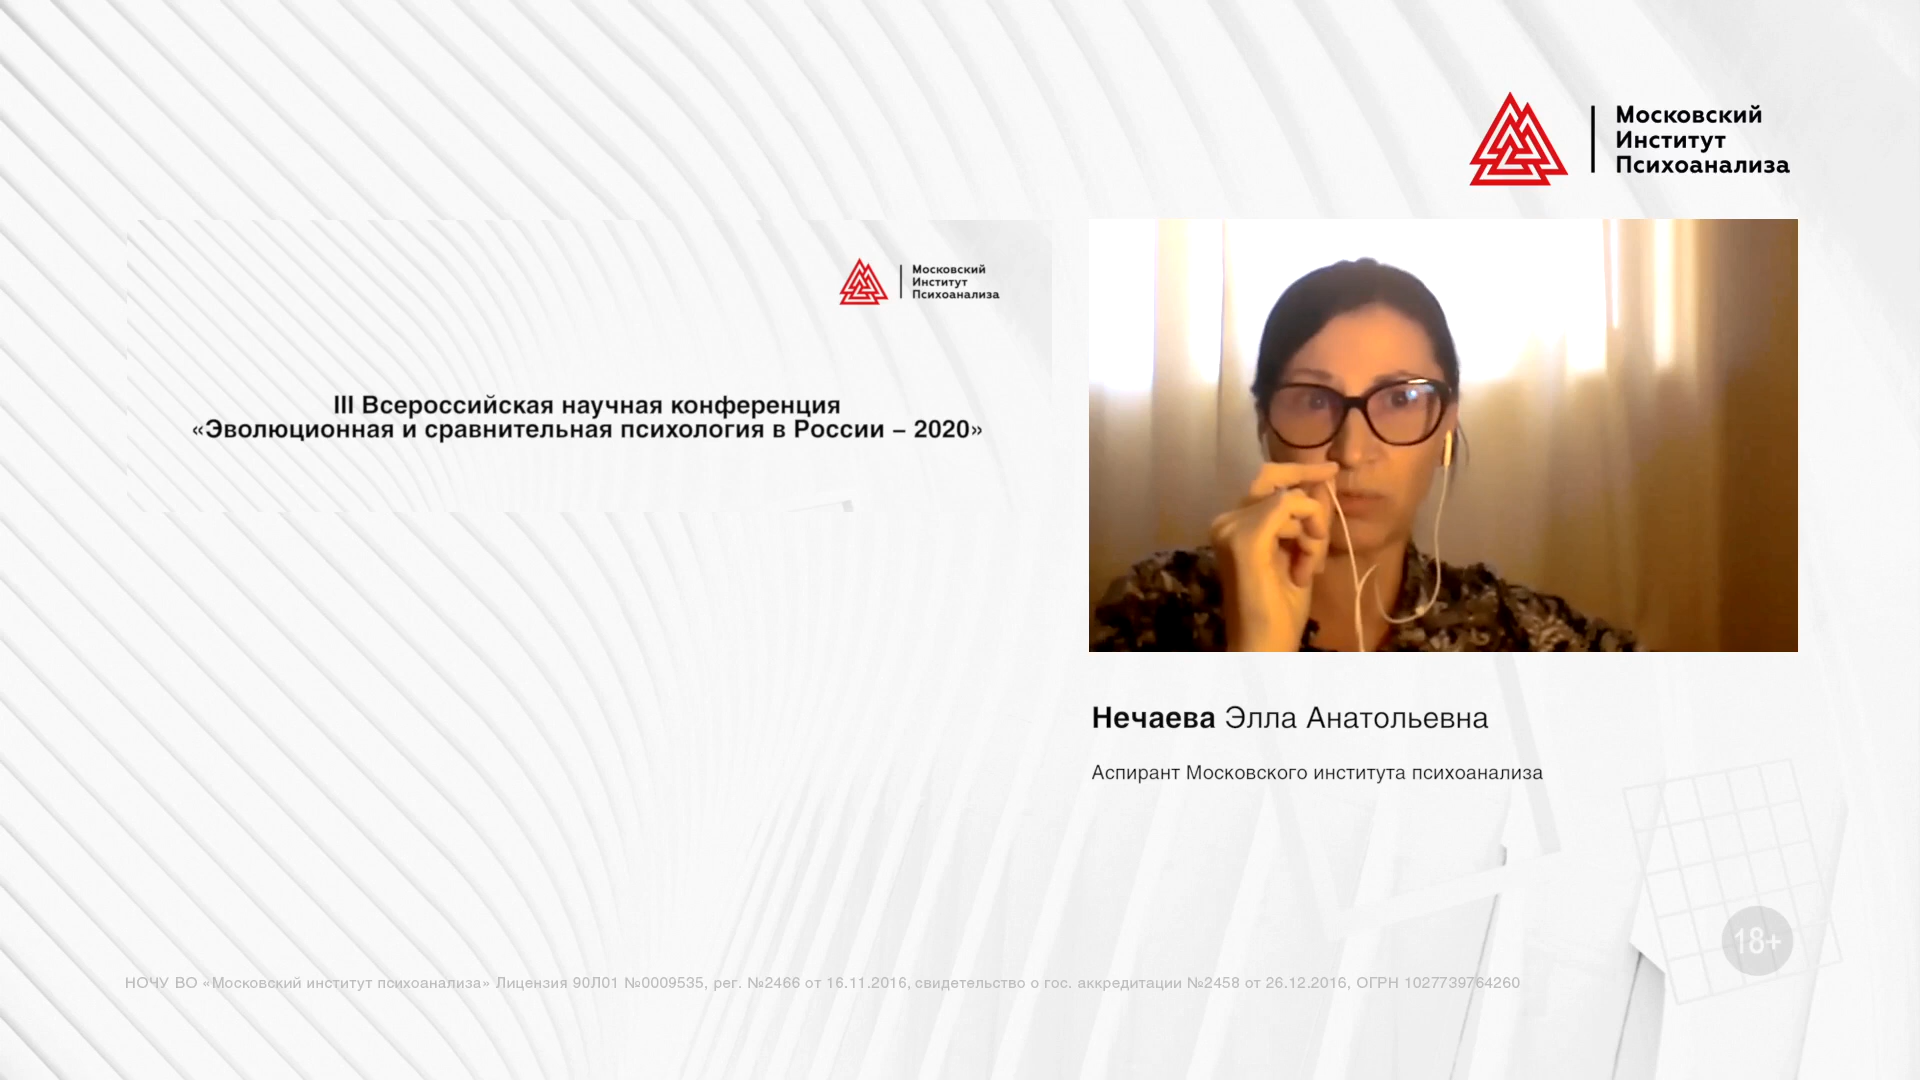 Московский
Институт
Психоанализа
Московский
Институт
Психоанализа
III Всероссийская научная конференция
«Эволюционная и сравнительная психология в России – 2020»
Нечаева Элла Анатольевна
Аспирант Московского института психоанализа
18+
НОЧУ ВО «Московский институт психоанализа» Лицензия 90Л01 №0009535, рег. №2466 от 16.11.2016, свидетельство о гос. аккредитации №2458 от 26.12.2016, ОГРН 1027739764260